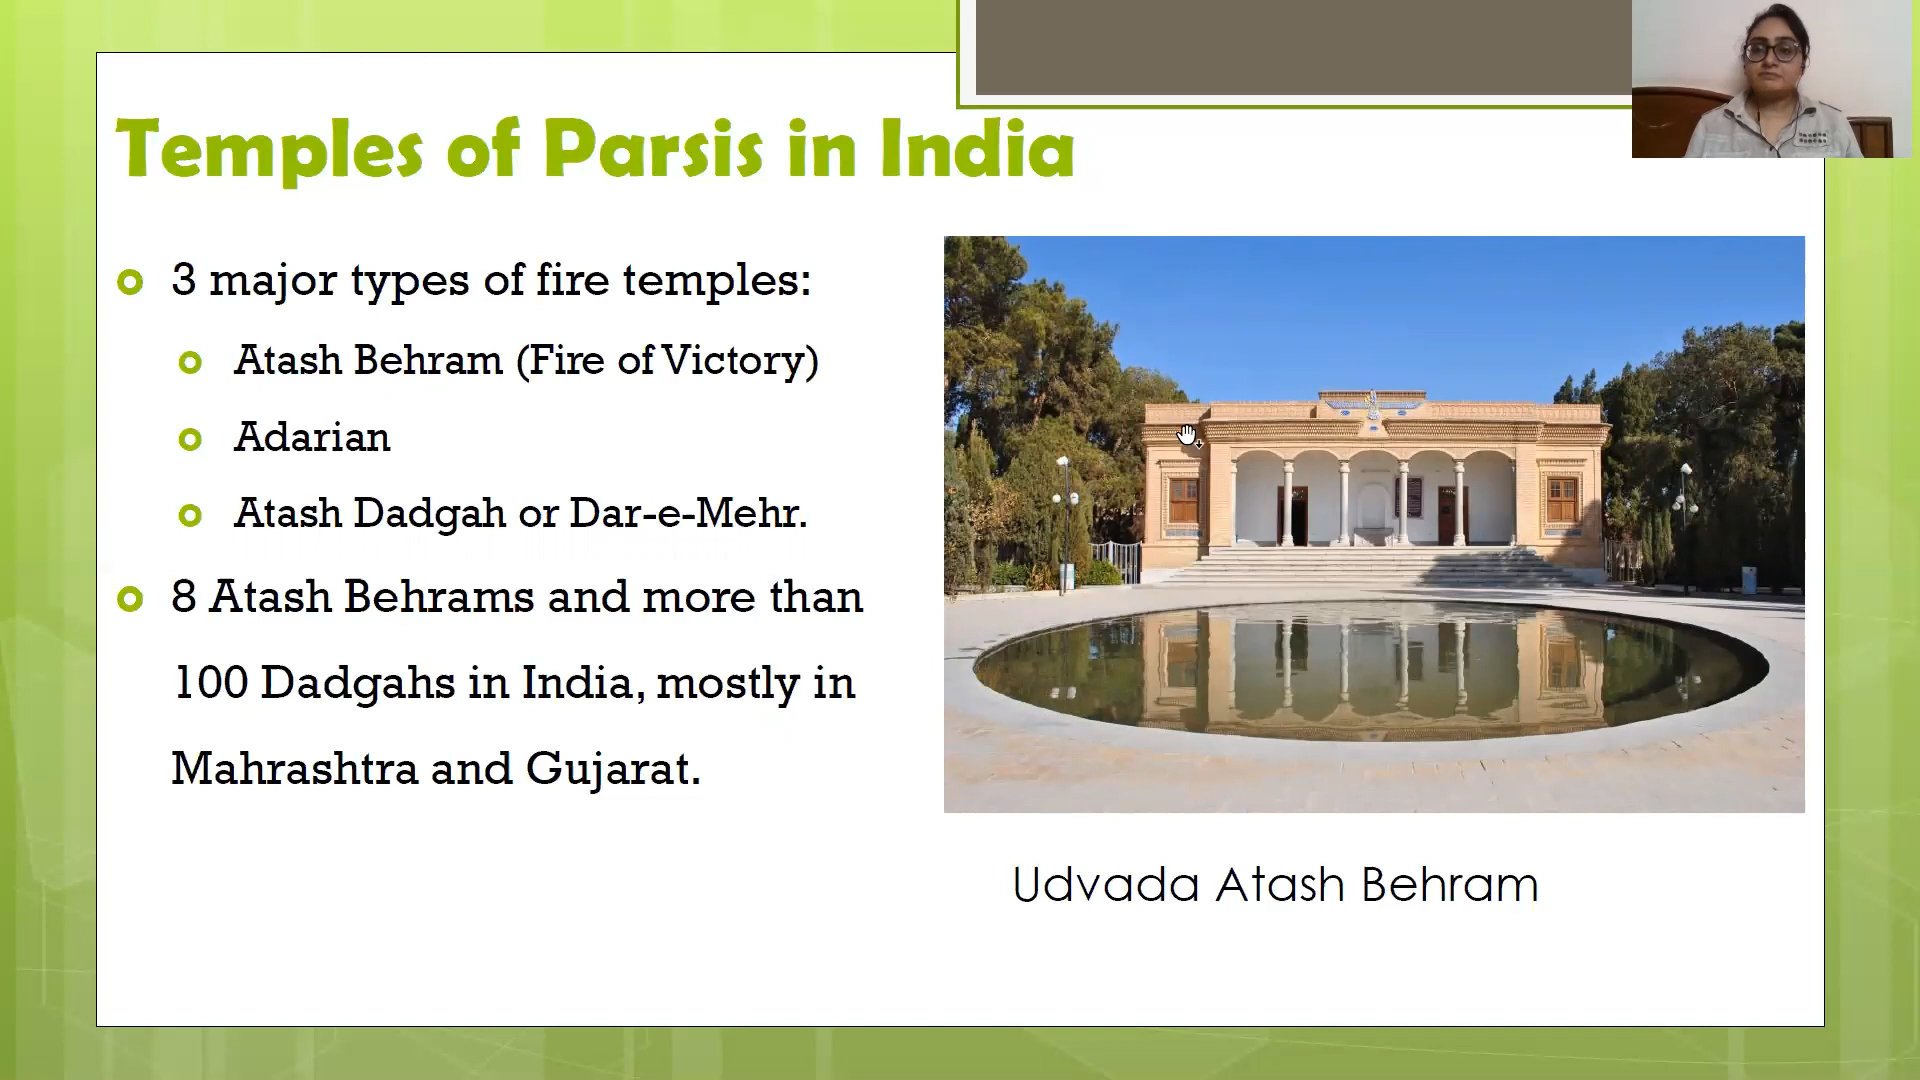 Temples of Parsis in India
3 major types of fire temples:
Atash Behram (Fire of Victory)
Adarian
Atash Dadgah or Dar-e-Mehr.
8 Atash Behrams and more than
100 Dadgahs in India, mostly in
Mahrashtra and Gujarat.
Udvada Atash Behram